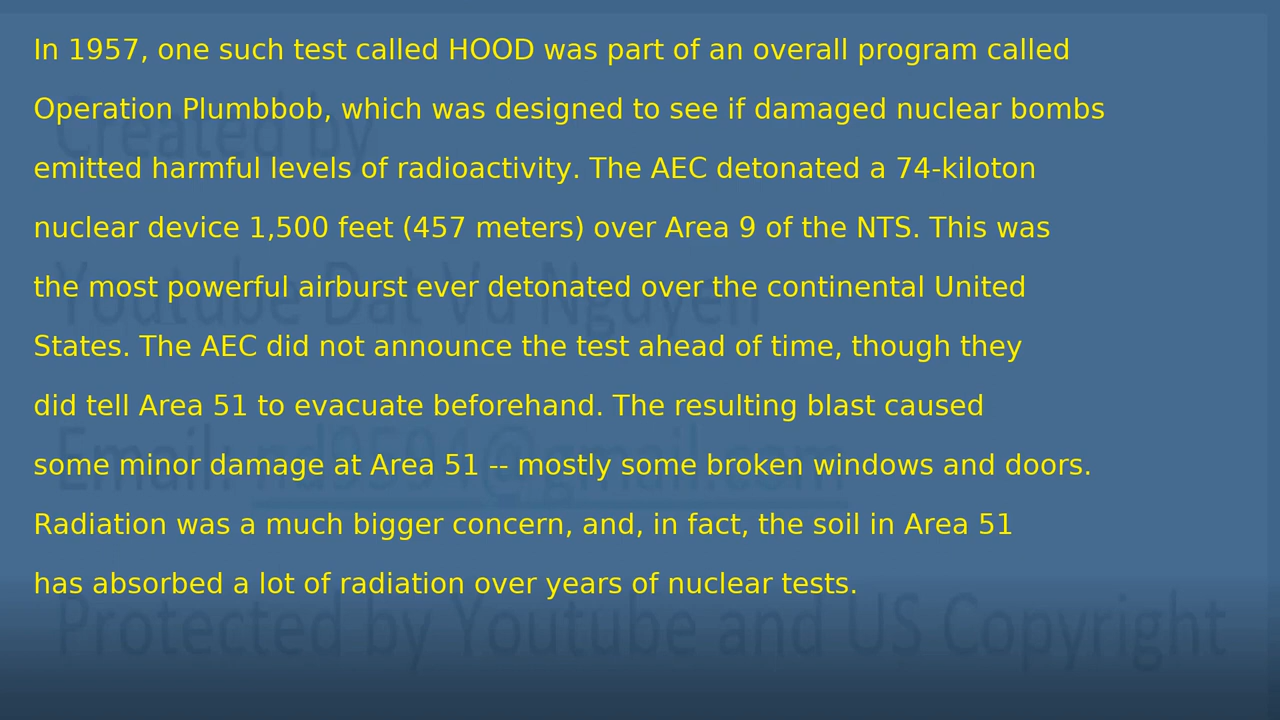 In 1957, one such test called HOOD was part of an overall program called
Operation Plumbbob, which was designed to see if damaged nuclear bombs
Created by
emitted harmful levels of radioactivity. The AEC detonated a 74-kiloton
nuclear device 1,500 feet (457 meters) over Area 9 of the NTS. This was
the most powerful airburst ever detonated over the continental United
Youtube Dat Vu Nguyen
States. The AEC did not announce the test ahead of time, though they
did tell Area 51 to evacuate beforehand. The resulting blast caused
some minor damage at Area 51 -- mostly some broken windows and doors.
Email: nd9591@gmail.com
Radiation was a much bigger concern, and, in fact, the soil in Area 51
has absorbed a lot of radiation over years of nuclear tests.
Protected by Youtube and US Copyright